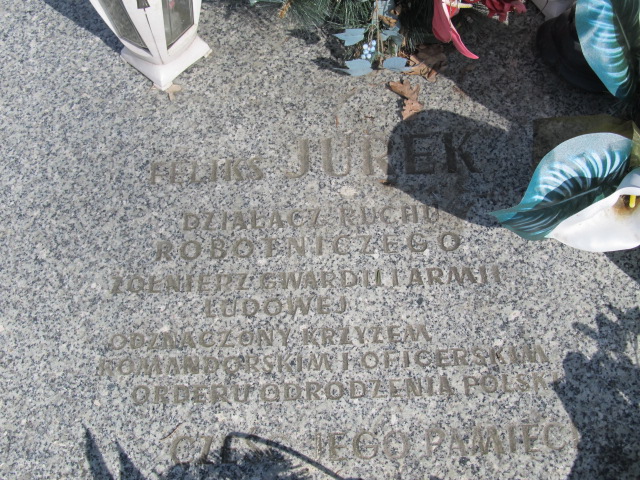 FELIKS JUREK
DZIAŁACZ RUCHU
ROBOTNICZEGO
ŻOŁNIERZ GWARDII I ARMII
LUDOWEJ
ODZNACZONY KRZYŻEM
KOMANDORSKIM I OFICERSKIM
ORDERU ODRODZENIA POLSKI
JEGO PAMIĘCI